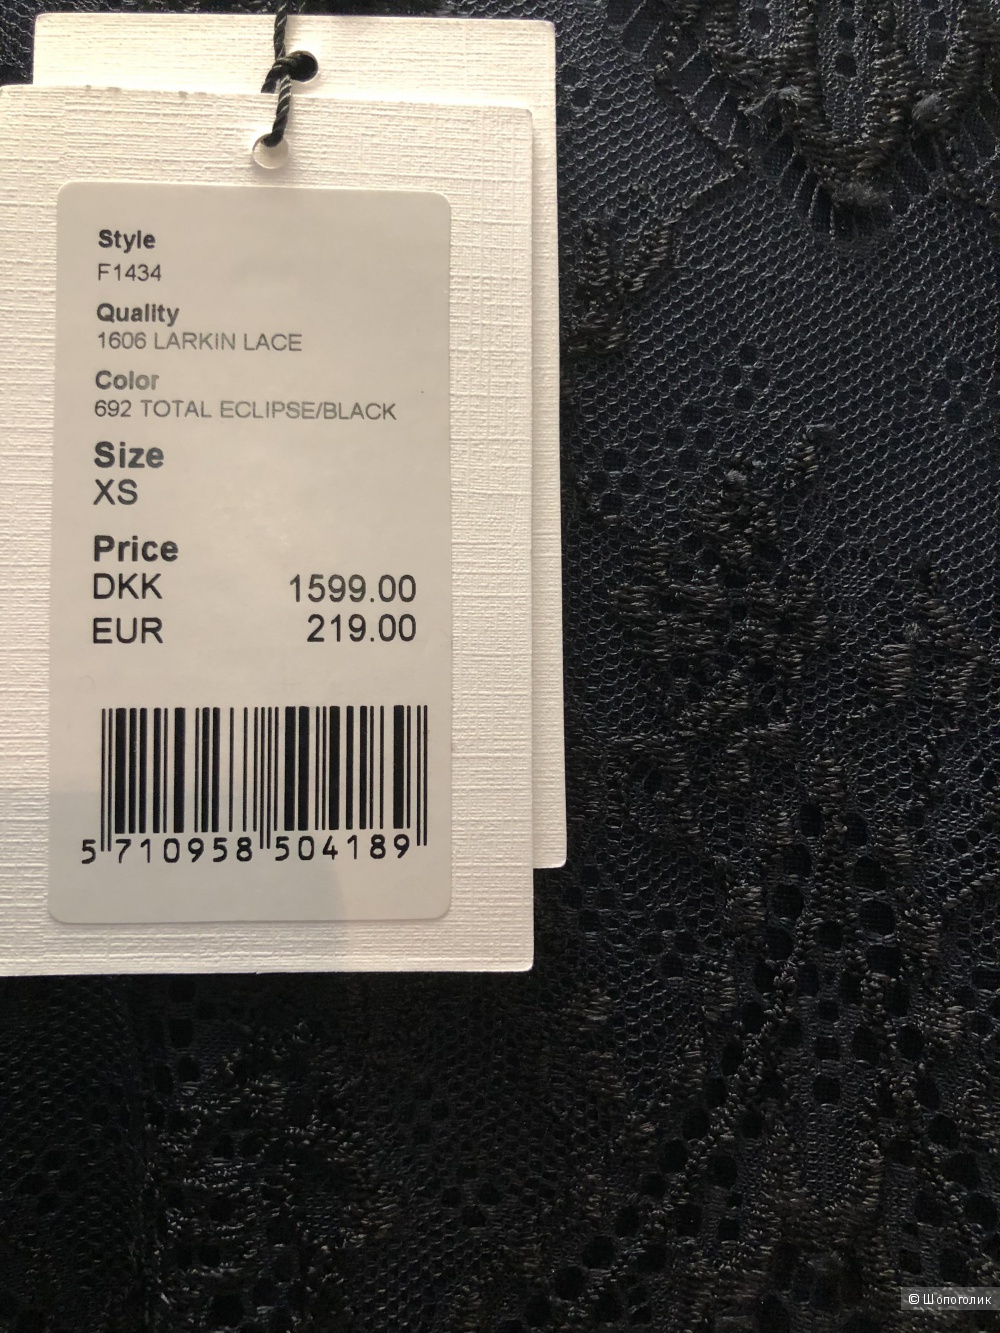 Style
F1434
Quality
1606 LARKIN LACE
Color
692 TOTAL ECLIPSE/BLACK
Size
XS
Price
DKK 1599.00
EUR 219.00
5 710958 504189
© Шопоголик